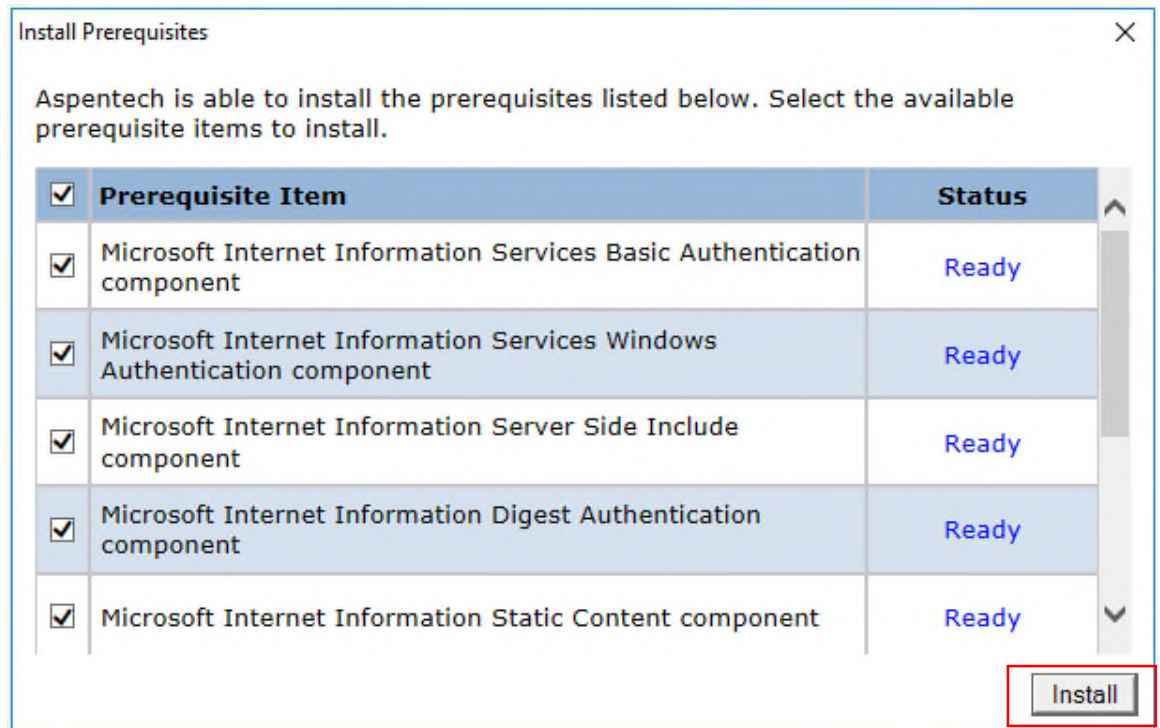 Install Prerequisites
Aspentech is able to install the prerequisites listed below. Select the available
prerequisite items to install.
Prerequisite Item Status
Microsoft Internet Information Services Basic Authentication
component
Ready
Microsoft Internet Information Services Windows
Authentication component
Ready
Microsoft Internet Information Server Side Include
component
Ready
Microsoft Internet Information Digest Authentication
component
Ready
Microsoft Internet Information Static Content component Ready
Install